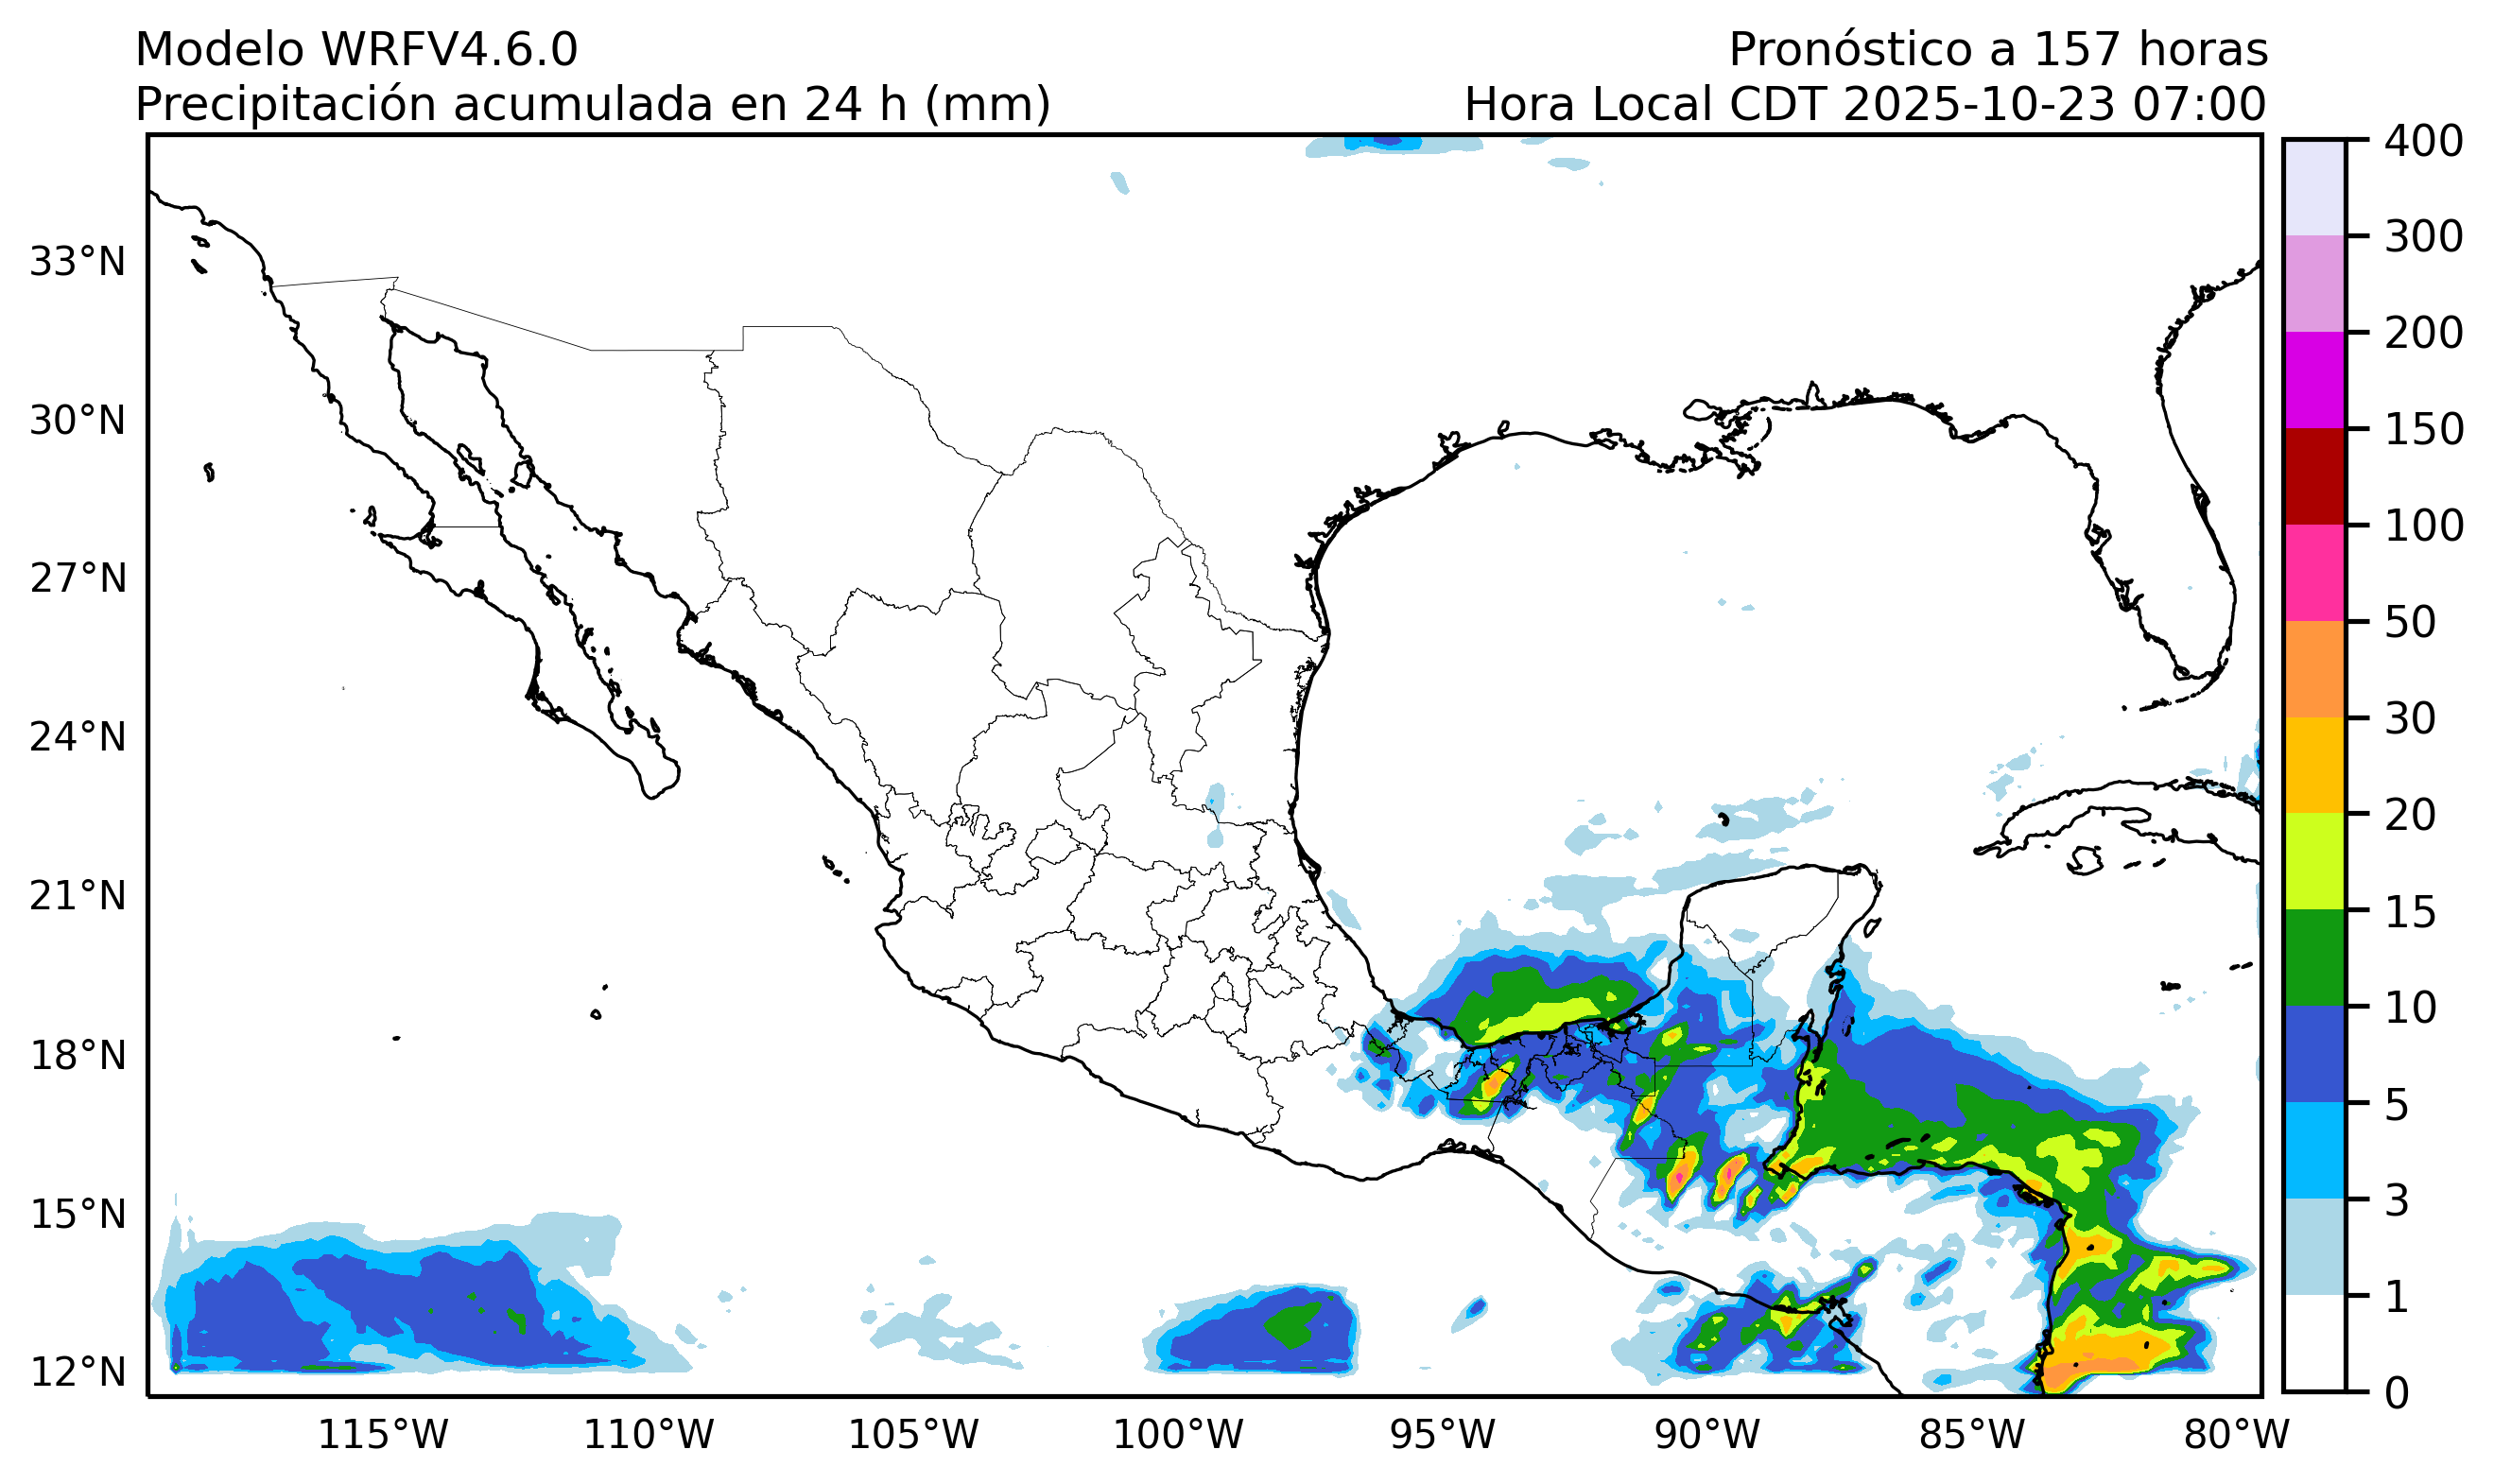 Modelo WRFV4.6.0
Pronóstico a 157 horas
Precipitación acumulada en 24 h (mm)
Hora Local CDT 2025-10-23 07:00
400
300
200
150
100
50
30
20
15
10
5
3
1
0
33°N
30°N
27°N
24°N
21°N
18°N
15°N
12°N
115°W
110°W
105°W
100°W
95°W
90°W
85°W
80°W